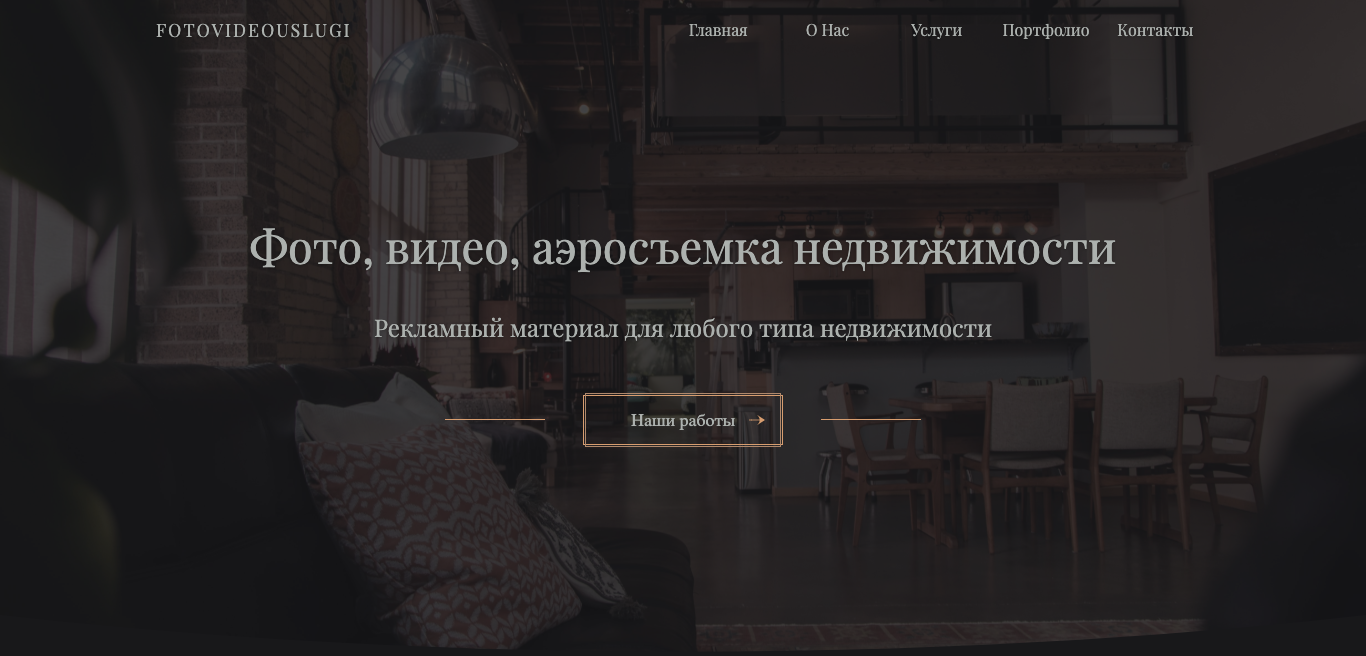 FOTOVIDEOUSLUGI
Главная О Нас Услуги Портфолио Контакты
Фото, видео, аэросъемка недвижимости
Рекламный материал для любого типа недвижимости
Наши работы